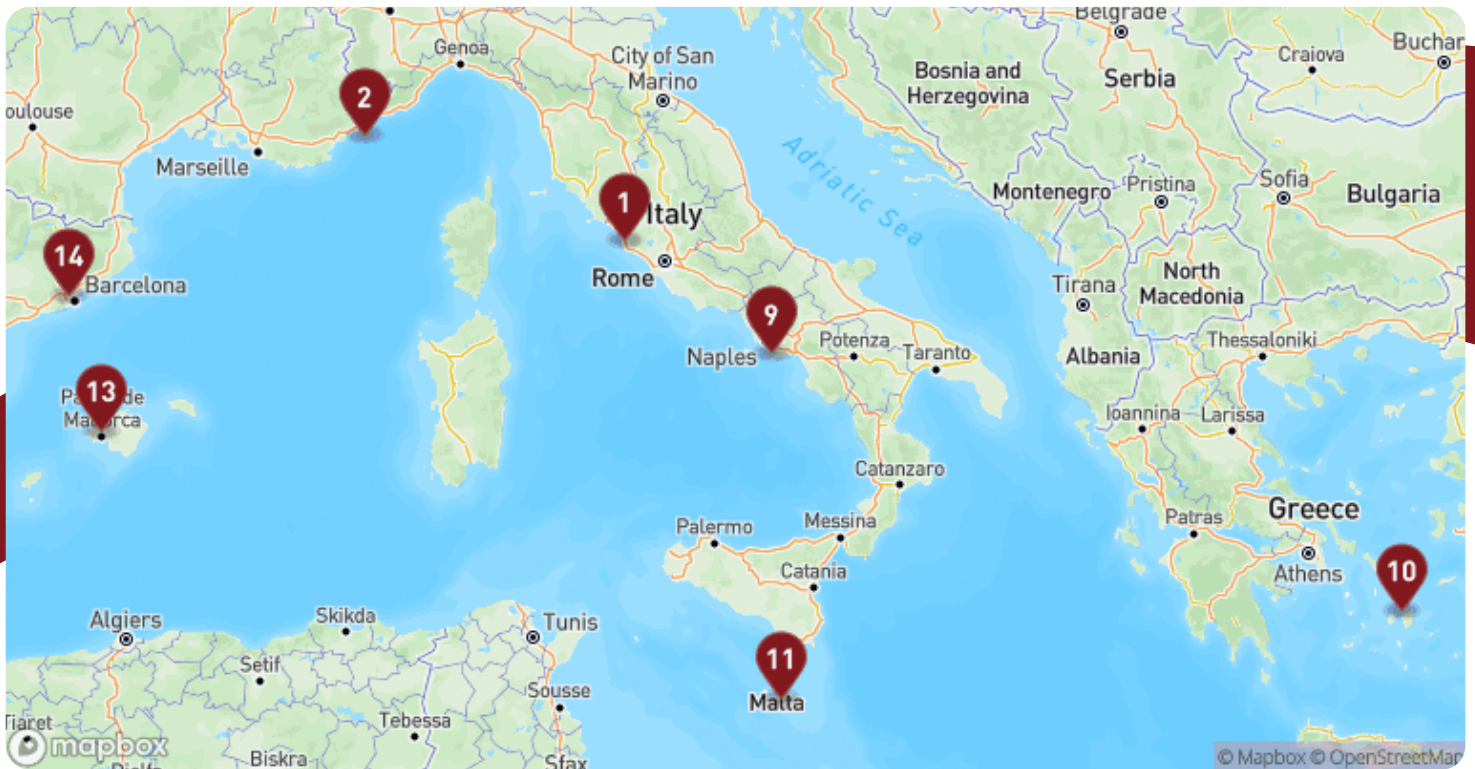 Belgrade
Genoa
City of San
Marino
Craiova
Buchar
Bosnia and
Herzegovina
Serbia
2
oulouse
Marseille
Adriatic Sea
Montenegro
Pristina
Sofia
Bulgaria
1
Italy
14
Barcelona
Rome
Tirana
North
Macedonia
9
Naples
Potenza
Taranto
Albania
Thessaloniki
13
Ioannina
Larissa
Catanzaro
Palermo
Messina
Patras
Greece
Catania
Athens
10
Algiers
Skikda
Tunis
Setif
11
Malta
Sousse
Tiaret
Tebessa
mapbox
Biskra
Sfax
© Mapbox © OpenStreetMap